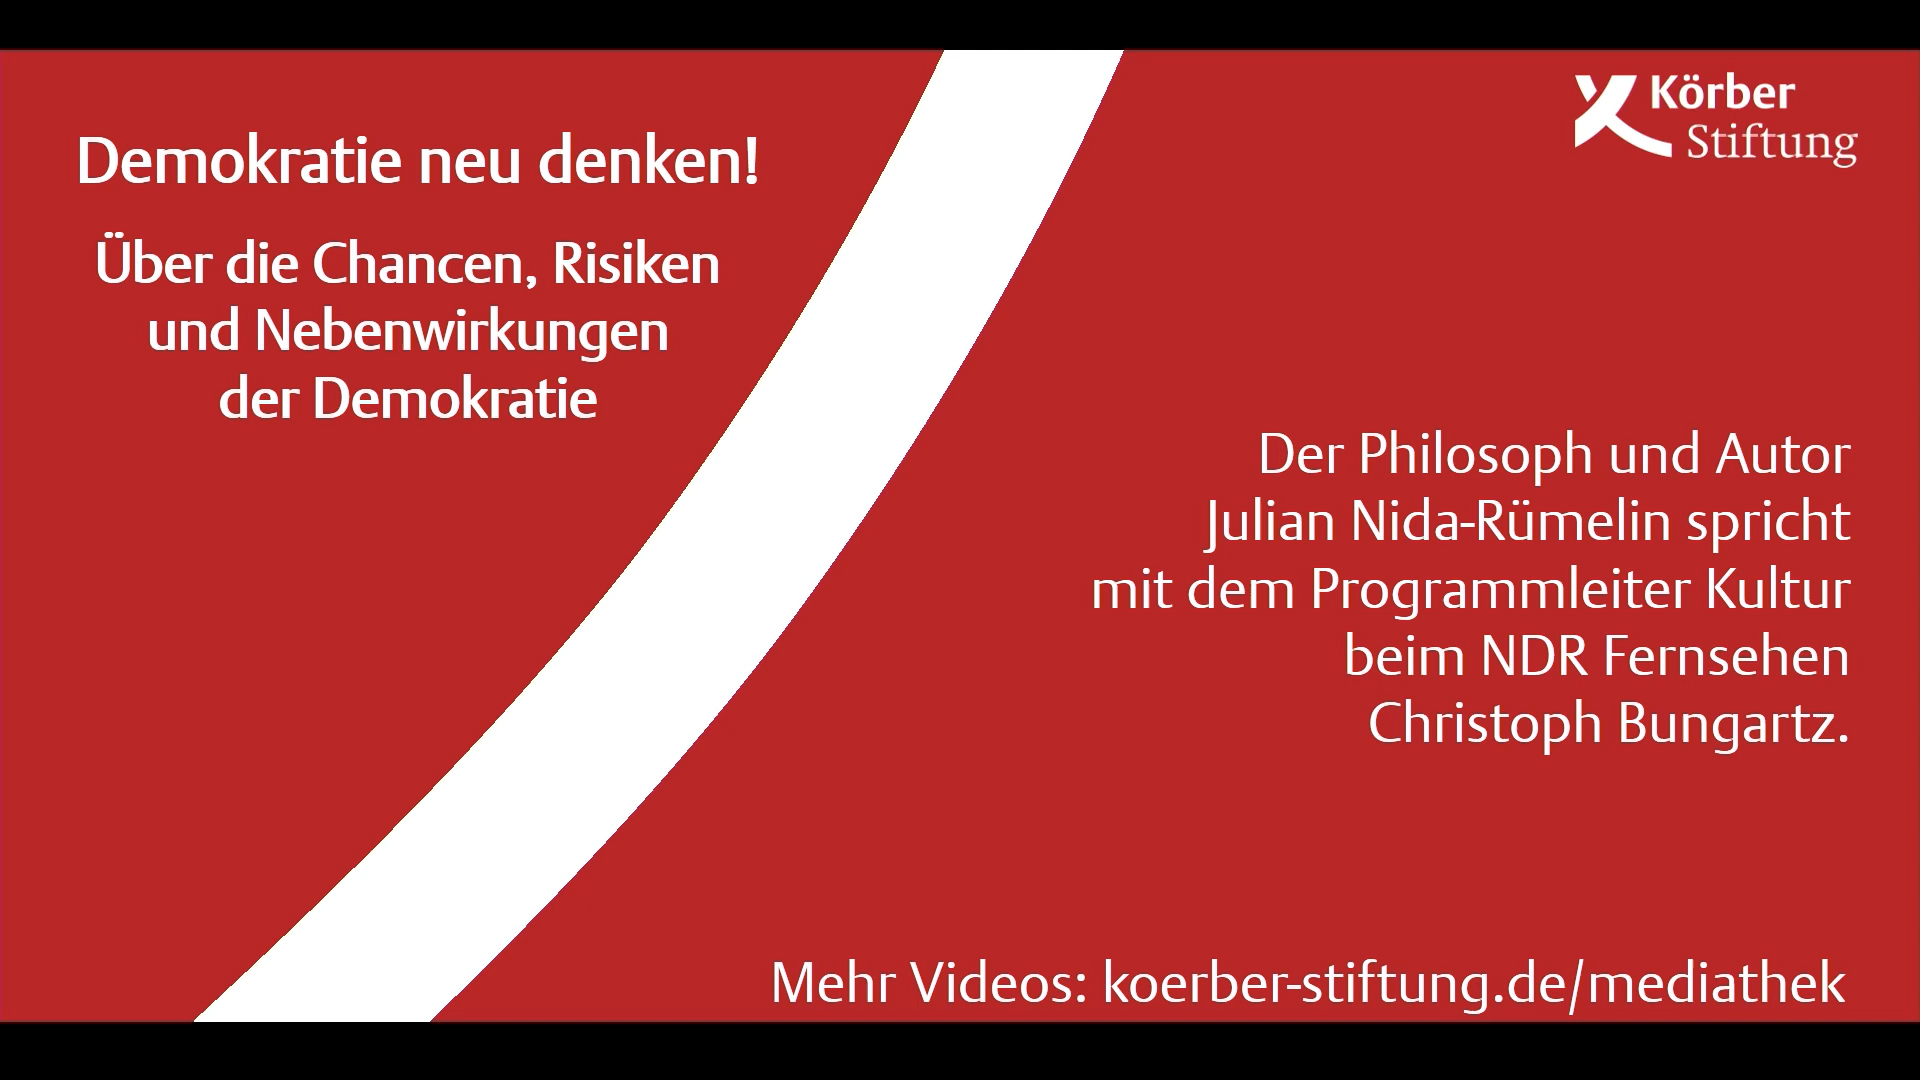 Demokratie neu denken!
Über die Chancen, Risiken
und Nebenwirkungen
der Demokratie
Körber
Stiftung
Der Philosoph und Autor
Julian Nida-Rümelin spricht
mit dem Programmleiter Kultur
beim NDR Fernsehen
Christoph Bungartz.
Mehr Videos: koerber-stiftung.de/mediathek